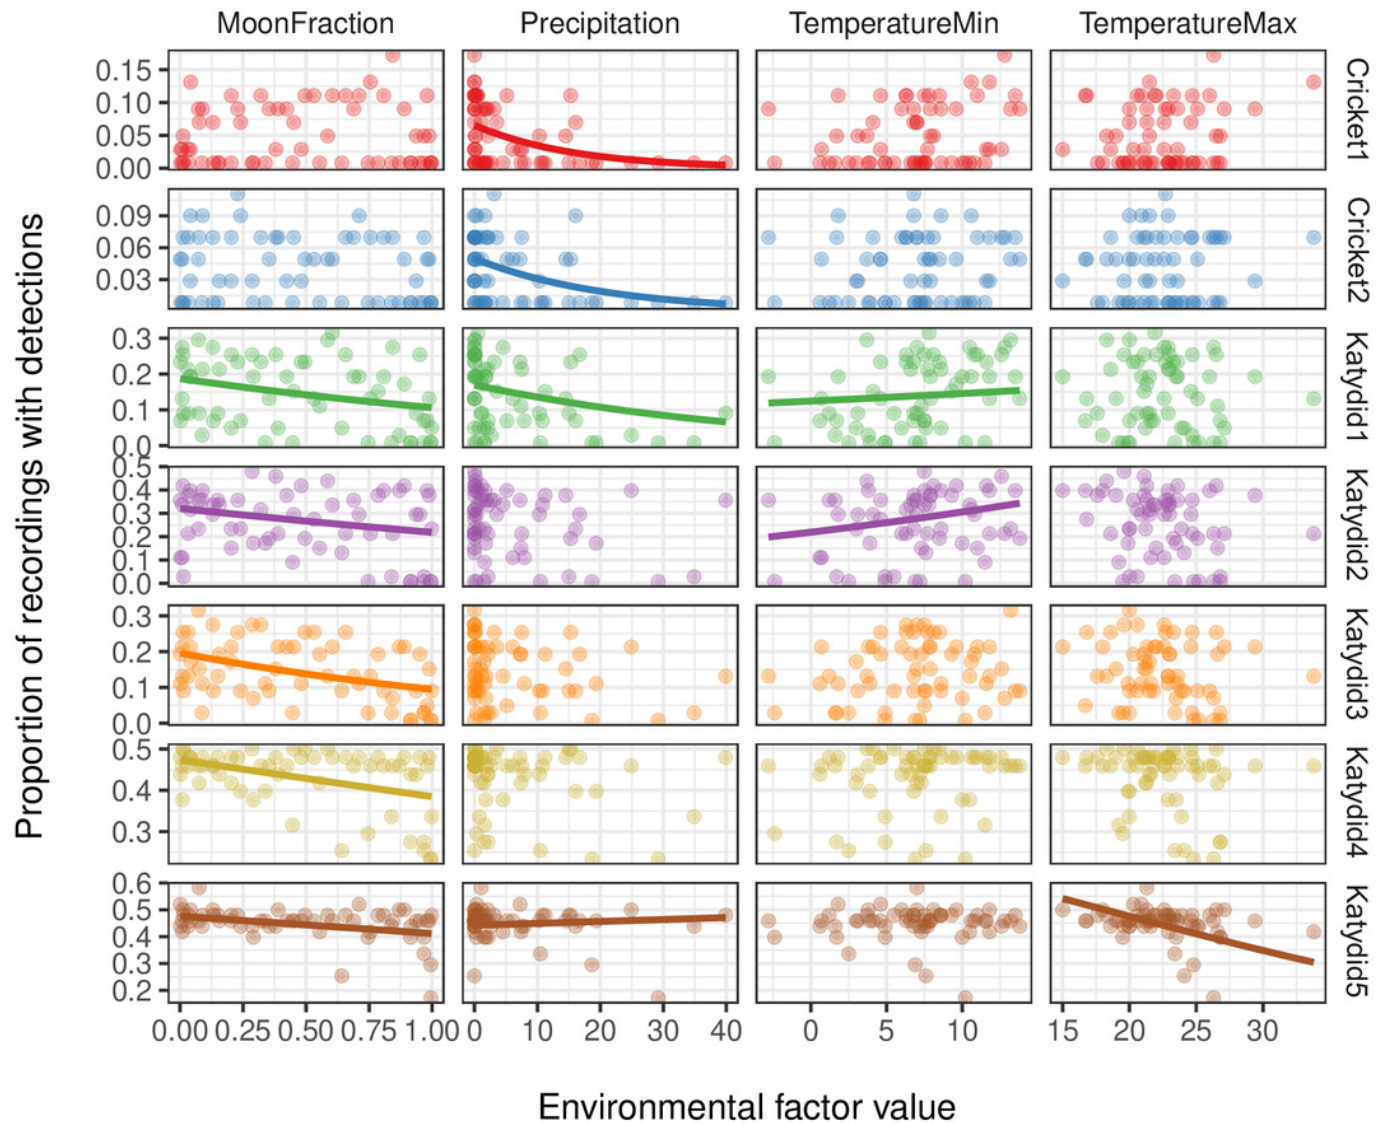 MoonFraction Precipitation TemperatureMin TemperatureMax
Proportion of recordings with detections
0.15
0.10
0.05
0.00
Cricket1
0.09
0.06
0.03
Cricket2
0.3
0.2
0.1
0.0
Katydid1
0.5
0.4
0.3
0.2
0.1
0.0
Katydid2
0.3
0.2
0.1
0.0
Katydid3
0.5
0.4
0.3
Katydid4
0.6
0.5
0.4
0.3
0.2
Katydid5
0.00 0.25 0.50 0.75 1.00 0 10 20 30 40 0 5 10 15 20 25 30
Environmental factor value